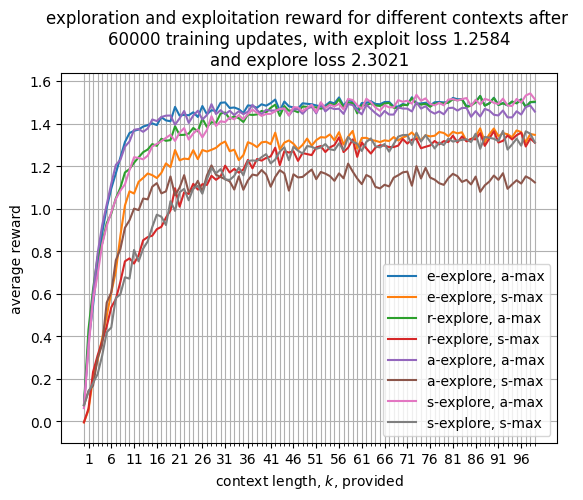 exploration and exploitation reward for different contexts after
60000 training updates, with exploit loss 1.2584
and explore loss 2.3021
1.6
1.4
1.2
1.0
0.8
0.6
0.4
0.2
0.0
average reward
e-explore, a-max
e-explore, s-max
r-explore, a-max
r-explore, s-max
a-explore, a-max
a-explore, s-max
s-explore, a-max
s-explore, s-max
1 6 11 16 21 26 31 36 41 46 51 56 61 66 71 76 81 86 91 96
context length, k, provided